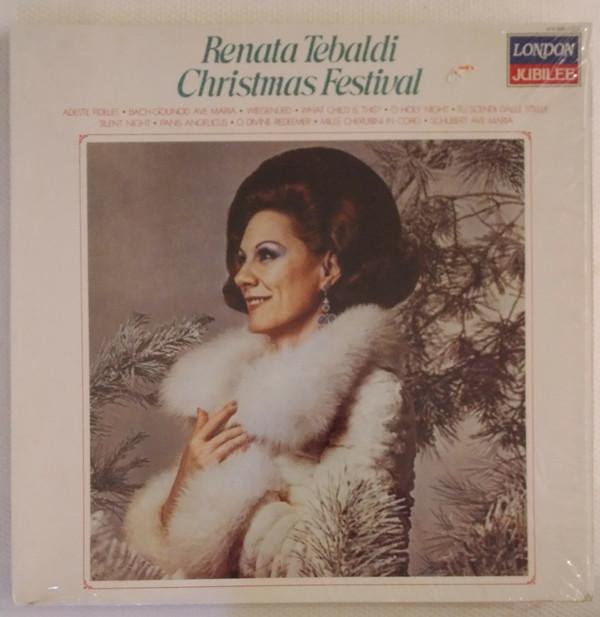 Renata Tebaldi
Christmas Festival
LONDON
JUBILEE
ADESTE FIDELES • BACH-GOUNOD AVE MARIA • WIEGENLIED • WHAT CHILD IS THIS? • O HOLY NIGHT • TU SCENDI DALLE STELLE
SILENT NIGHT • PANIS ANGELICUS • O DIVINE REDEEMER • MILLE CHERUBINI IN CORO • SCHUBERT AVE MARIA